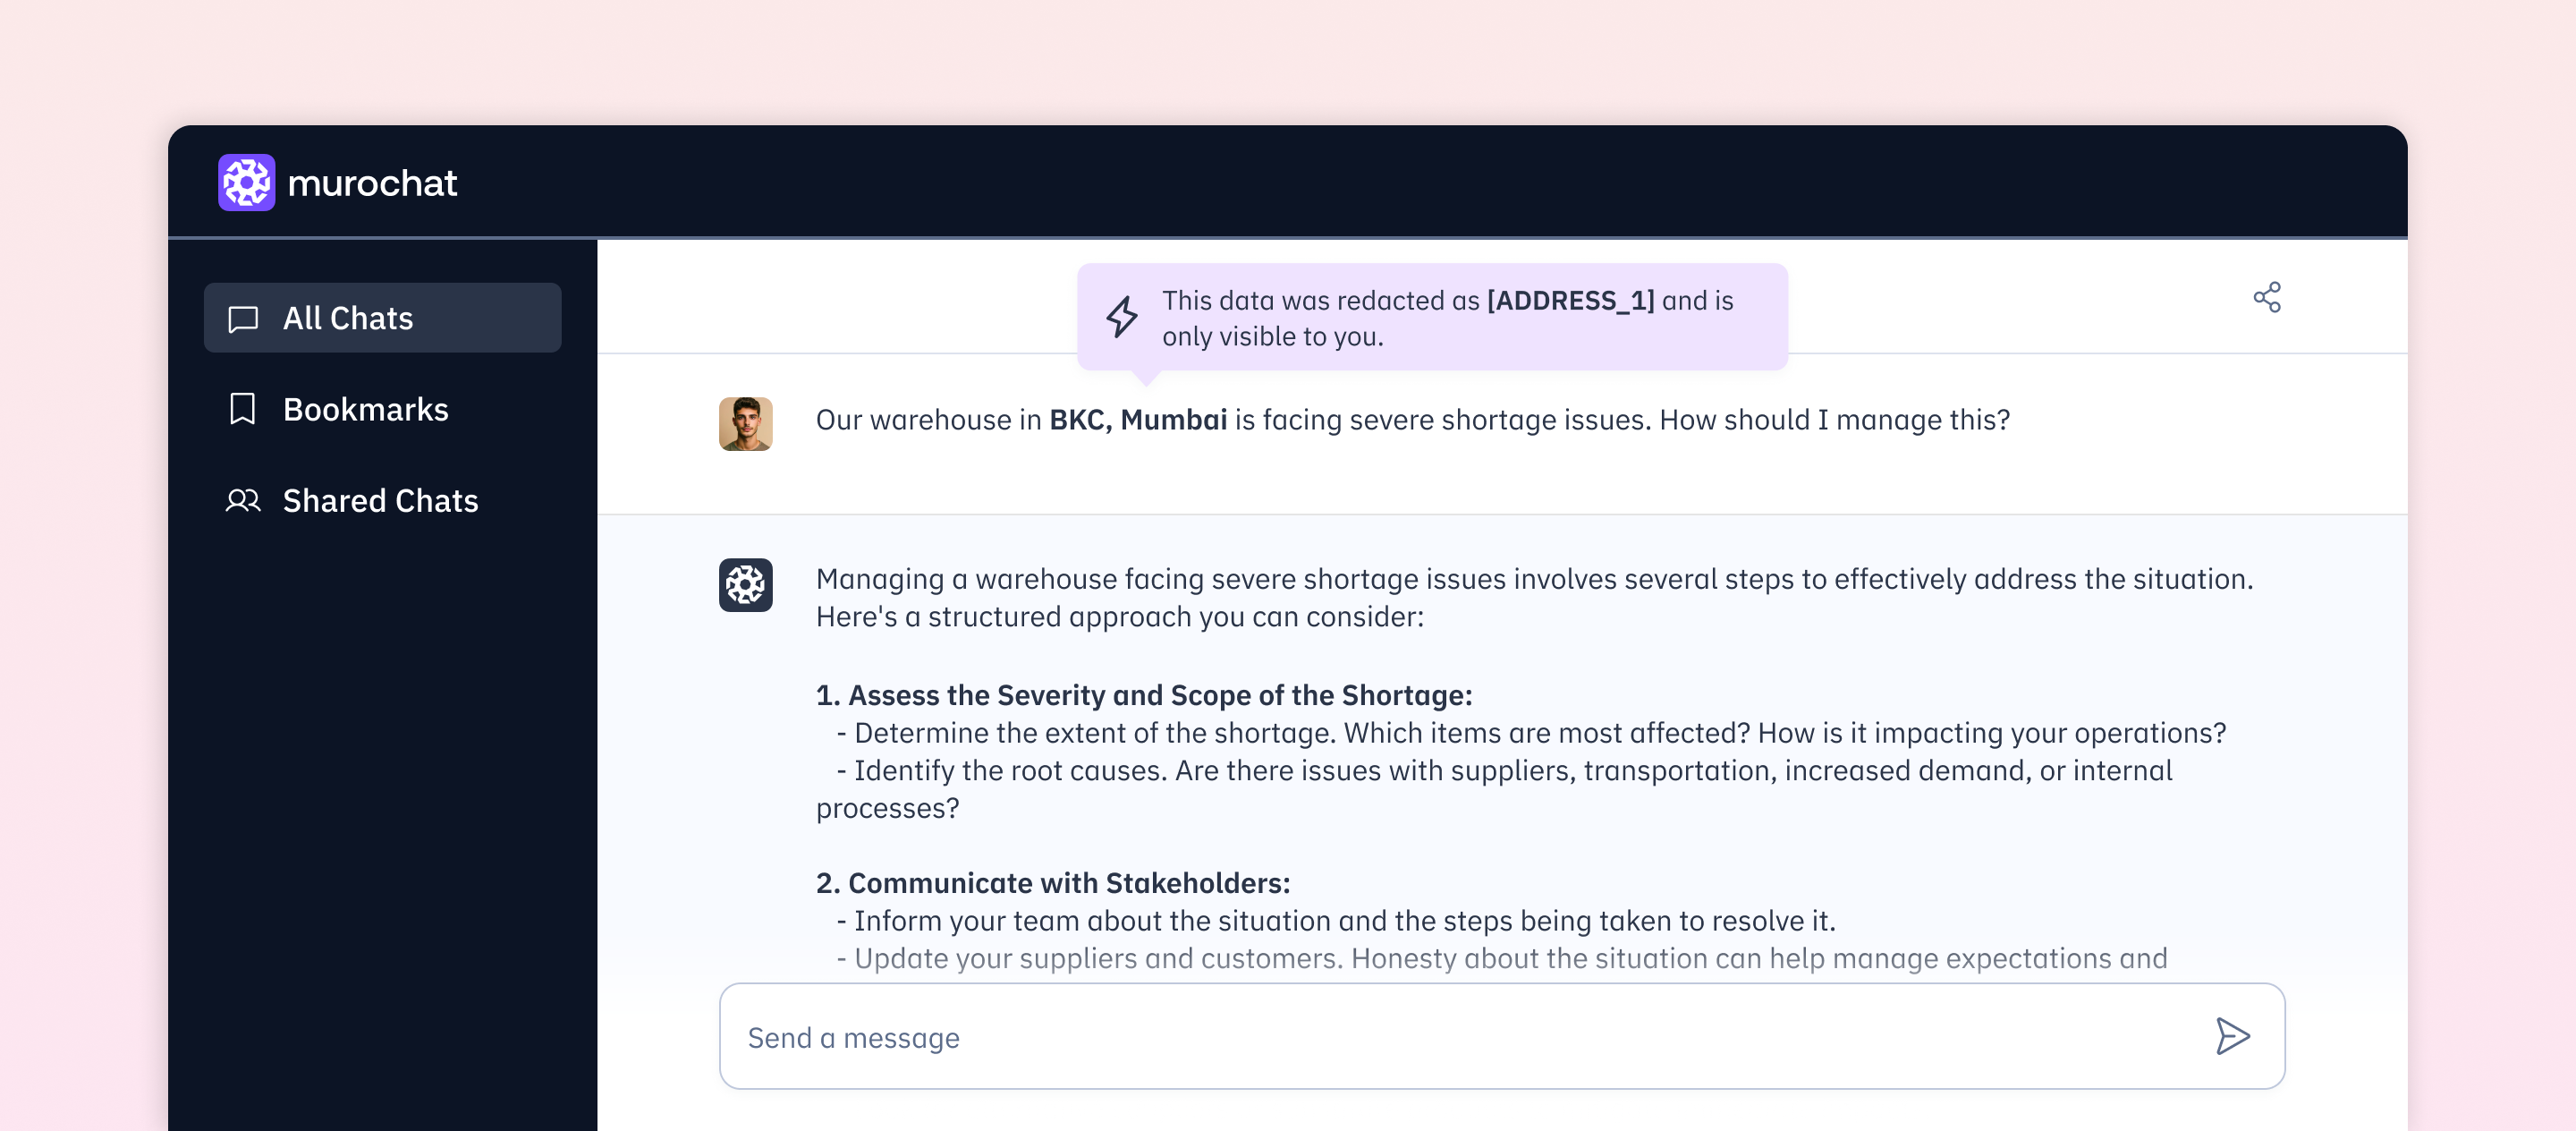 murochat
All Chats
Bookmarks
Shared Chats
This data was redacted as [ADDRESS_1] and is
only visible to you.
Our warehouse in BKC, Mumbai is facing severe shortage issues. How should I manage this?
Managing a warehouse facing severe shortage issues involves several steps to effectively address the situation.
Here's a structured approach you can consider:
1. Assess the Severity and Scope of the Shortage:
- Determine the extent of the shortage. Which items are most affected? How is it impacting your operations?
- Identify the root causes. Are there issues with suppliers, transportation, increased demand, or internal
processes?
2. Communicate with Stakeholders:
- Inform your team about the situation and the steps being taken to resolve it.
- Update your suppliers and customers. Honesty about the situation can help manage expectations and
Send a message